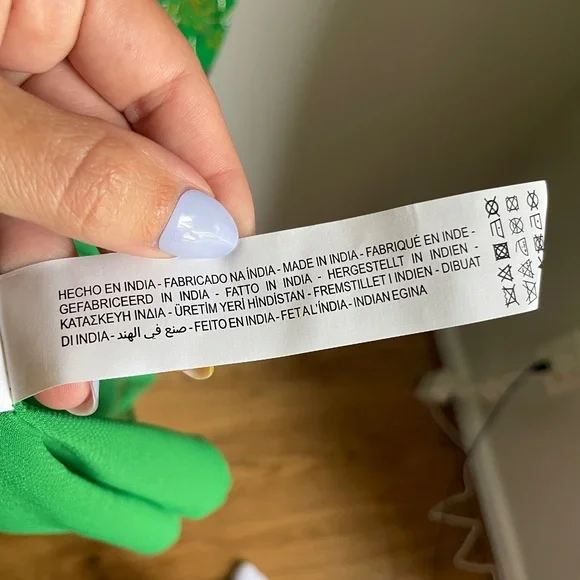 HECHO EN INDIA - FABRICADO NA ÍNDIA - MADE IN INDIA - FABRIQUÉ EN INDE -
GEFABRICEERD IN INDIA - FATTO IN INDIA - HERGESTELLT IN INDIEN -
ΚΑΤΑΣΚΕΥΗ ΙΝΔΙΑ - ÜRETİM YERİ HİNDİSTAN - FREMSTILLET I INDIEN - DIBUAT
DI INDIA - صنع في الهند - FEITO EN INDIA - FET A L'ÍNDIA - INDIAN EGINA